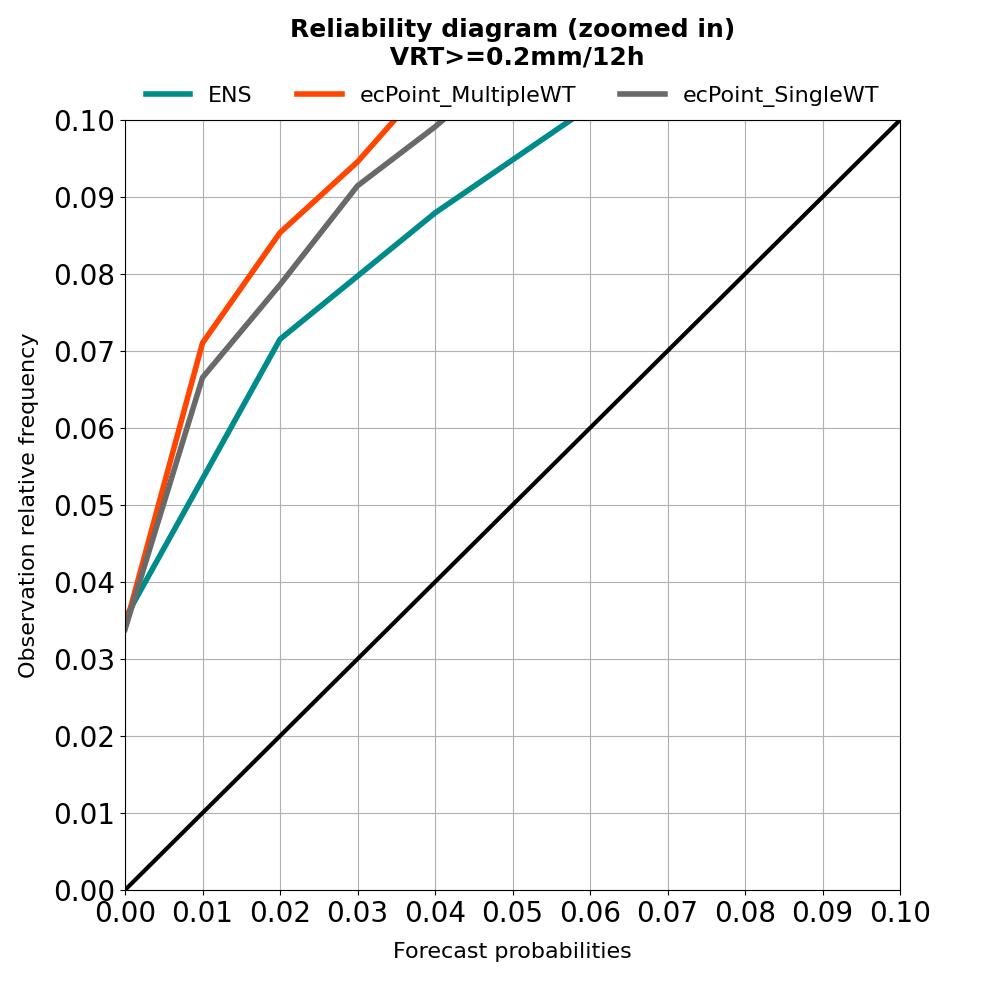 Reliability diagram (zoomed in)
VRT>=0.2mm/12h
ENS ecPoint_MultipleWT ecPoint_SingleWT
0.10
0.09
0.08
0.07
0.06
0.05
0.04
0.03
0.02
0.01
0.00
Observation relative frequency
0.00 0.01 0.02 0.03 0.04 0.05 0.06 0.07 0.08 0.09 0.10
Forecast probabilities